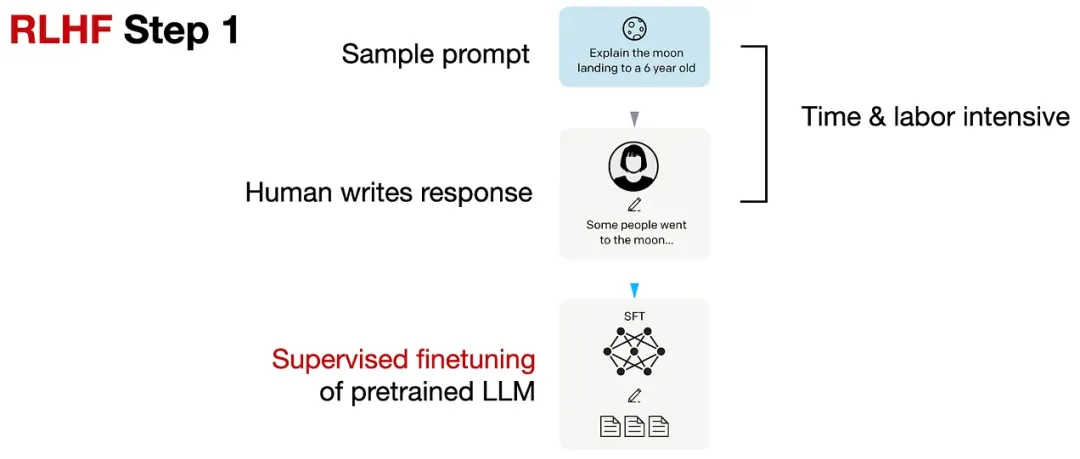 RLHF Step 1
Sample prompt
Explain the moon
landing to a 6 year old
Time & labor intensive
Human writes response
Some people went
to the moon...
SFT
Supervised finetuning
of pretrained LLM